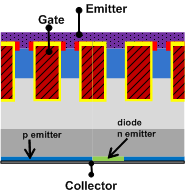 Emitter
Gate
diode
p emitter
n emitter
Collector